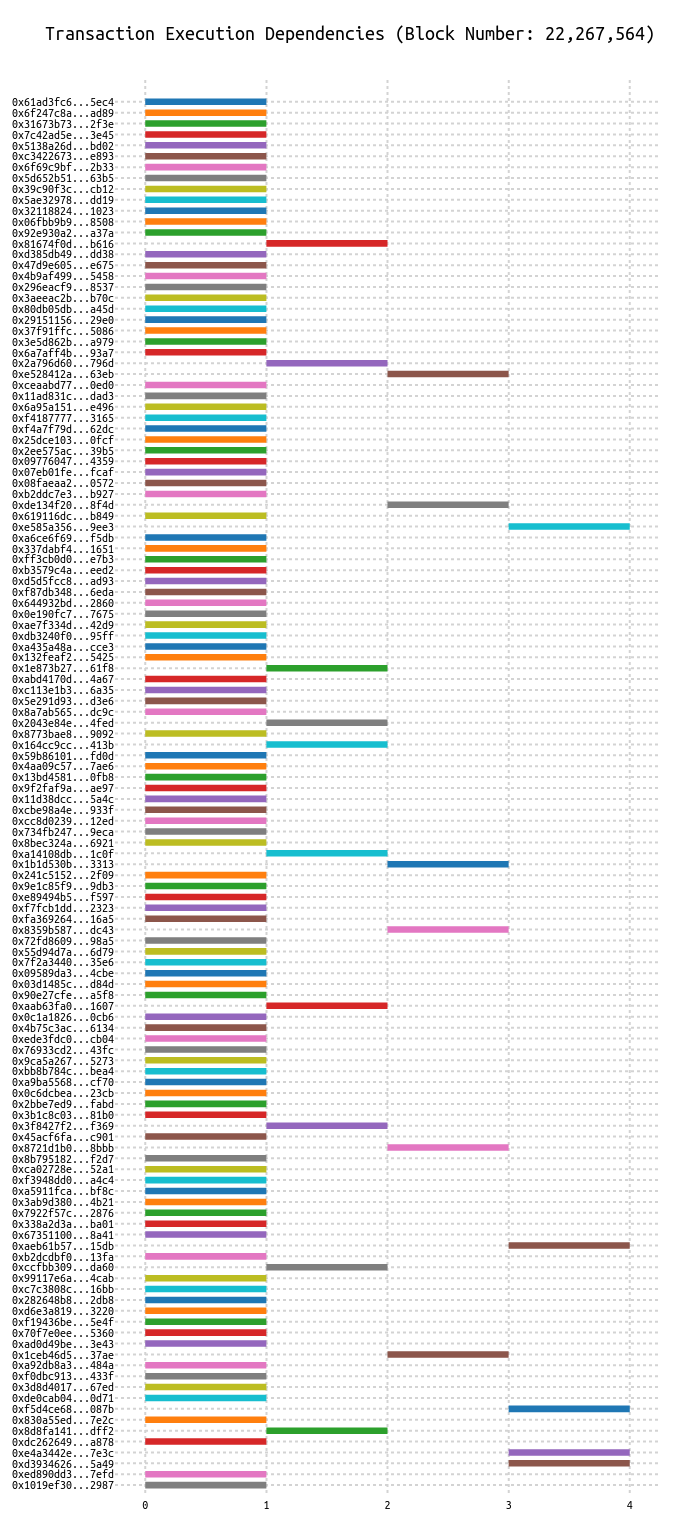 Transaction Execution Dependencies (Block Number: 22,267,564)
0x61ad3fc6...5ec4
0x6f247c8a...ad89
0x31673b73...2f3e
0x7c42ad5e...3e45
0x5138a26d...bd02
0xc3422673...e893
0x6f69c9bf...2b33
0x5d652b51...63b5
0x39c90f3c...cb12
0x5ae32978...dd19
0x32118824...1023
0x06fbb9b9...8508
0x92e930a2...a37a
0x81674f0d...b616
0xd385db49...dd38
0x47d9e605...e675
0x4b9af499...5458
0x296eacf9...8537
0x3aeeac2b...b70c
0x80db05db...a45d
0x29151156...29e0
0x37f91ffc...5086
0x3e5d862b...a979
0x6a7aff4b...93a7
0x2a796d60...796d
0xe528412a...63eb
0xceaabd77...0ed0
0x11ad831c...dad3
0x6a95a151...e496
0xf4187777...3165
0xf4a7f79d...62dc
0x25dce103...0fcf
0x2ee575ac...39b5
0x09776047...4359
0x07eb01fe...fcaf
0x08faeaa2...0572
0xb2ddc7e3...b927
0xde134f20...8f4d
0x619116dc...b849
0xe585a356...9ee3
0xa6ce6f69...f5db
0x337dabf4...1651
0xff3cb0d0...e7b3
0xb3579c4a...eed2
0xd5d5fcc8...ad93
0xf87db348...6eda
0x644932bd...2860
0x0e190fc7...7675
0xae7f334d...42d9
0xdb3240f0...95ff
0xa435a48a...cce3
0x132feaf2...5425
0x1e873b27...61f8
0xabd4170d...4a67
0xc113e1b3...6a35
0x5e291d93...d3e6
0x8a7ab565...dc9c
0x2043e84e...4fed
0x8773bae8...9092
0x164cc9cc...413b
0x59b86101...fd0d
0x4aa09c57...7ae6
0x13bd4581...0fb8
0x9f2faf9a...ae97
0x11d38dcc...5a4c
0xcbe98a4e...933f
0xcc8d0239...12ed
0x734fb247...9eca
0x8bec324a...6921
0xa14108db...1c0f
0x1b1d530b...3313
0x241c5152...2f09
0x9e1c85f9...9db3
0xe89494b5...f597
0xf7fcb1dd...2323
0xfa369264...16a5
0x8359b587...dc43
0x72fd8609...98a5
0x55d94d7a...6d79
0x7f2a3440...35e6
0x09589da3...4cbe
0x03d1485c...d84d
0x90e27cfe...a5f8
0xaab63fa0...1607
0x0c1a1826...0cb6
0x4b75c3ac...6134
0xede3fdc0...cb04
0x76933cd2...43fc
0x9ca5a267...5273
0xbb8b784c...bea4
0xa9ba5568...cf70
0x0c6dcbea...23cb
0x2bbe7ed9...fabd
0x3b1c8c03...81b0
0x3f8427f2...f369
0x45acf6fa...c901
0x8721d1b0...8bbb
0x8b795182...f2d7
0xca02728e...52a1
0xf3948dd0...a4c4
0xa5911fca...bf8c
0x3ab9d380...4b21
0x7922f57c...2876
0x338a2d3a...ba01
0x67351100...8a41
0xaeb61b57...15db
0xb2dcdbf0...13fa
0xccfbb309...da60
0x99117e6a...4cab
0xc7c3808c...16bb
0x282648b8...2db8
0xd6e3a819...3220
0xf19436be...5e4f
0x70f7e0ee...5360
0xad0d49be...3e43
0x1ceb46d5...37ae
0xa92db8a3...484a
0xf0dbc913...433f
0x3d8d4017...67ed
0xde0cab04...0d71
0xf5d4ce68...087b
0x830a55ed...7e2c
0x8d8fa141...dff2
0xdc262649...a878
0xe4a3442e...7e3c
0xd3934626...5a49
0xed890dd3...7efd
0x1019ef30...2987
0 1 2 3 4